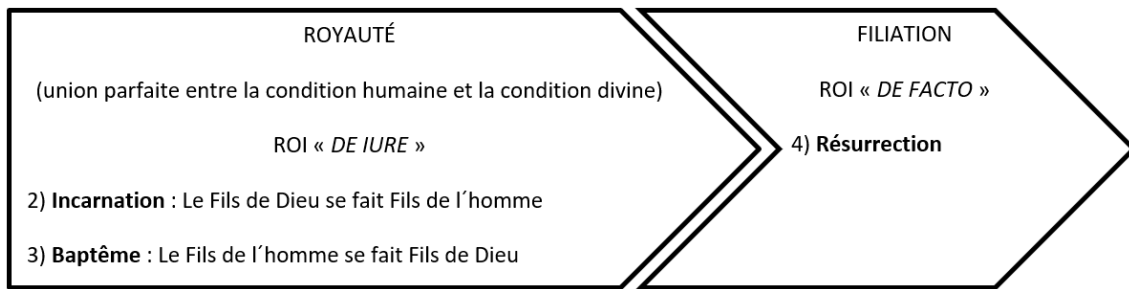 ROYAUTÉ
(union parfaite entre la condition humaine et la condition divine)
ROI « DE IURE »
2) Incarnation : Le Fils de Dieu se fait Fils de l´homme
3) Baptême : Le Fils de l´homme se fait Fils de Dieu
FILIATION
ROI « DE FACTO »
4) Résurrection